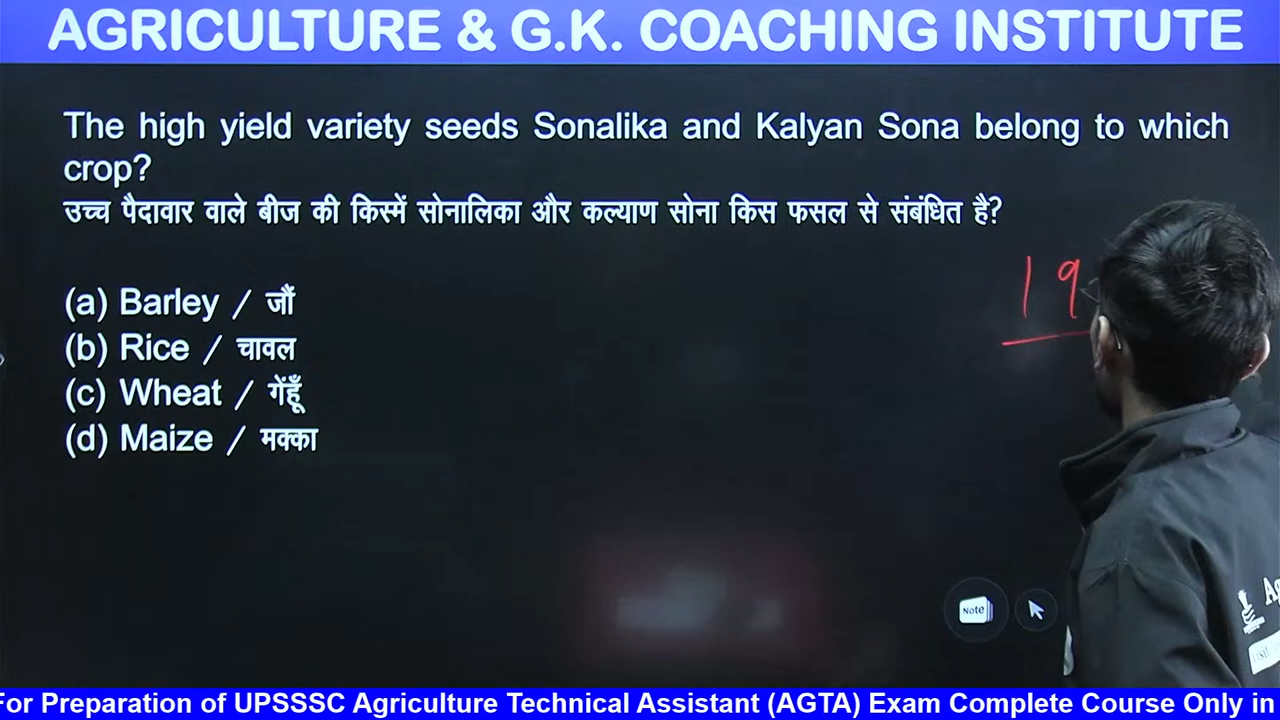 AGRICULTURE & G.K. COACHING INSTITUTE
The high yield variety seeds Sonalika and Kalyan Sona belong to which
crop?
उच्च पैदावार वाले बीज की किस्में सोनालिका और कल्याण सोना किस फसल से संबंधित है?
19
(a) Barley / जौं
(b) Rice / चावल
(c) Wheat / गेंहूँ
(d) Maize / मक्का
Note
For Preparation of UPSSSC Agriculture Technical Assistant (AGTA) Exam Complete Course Only in